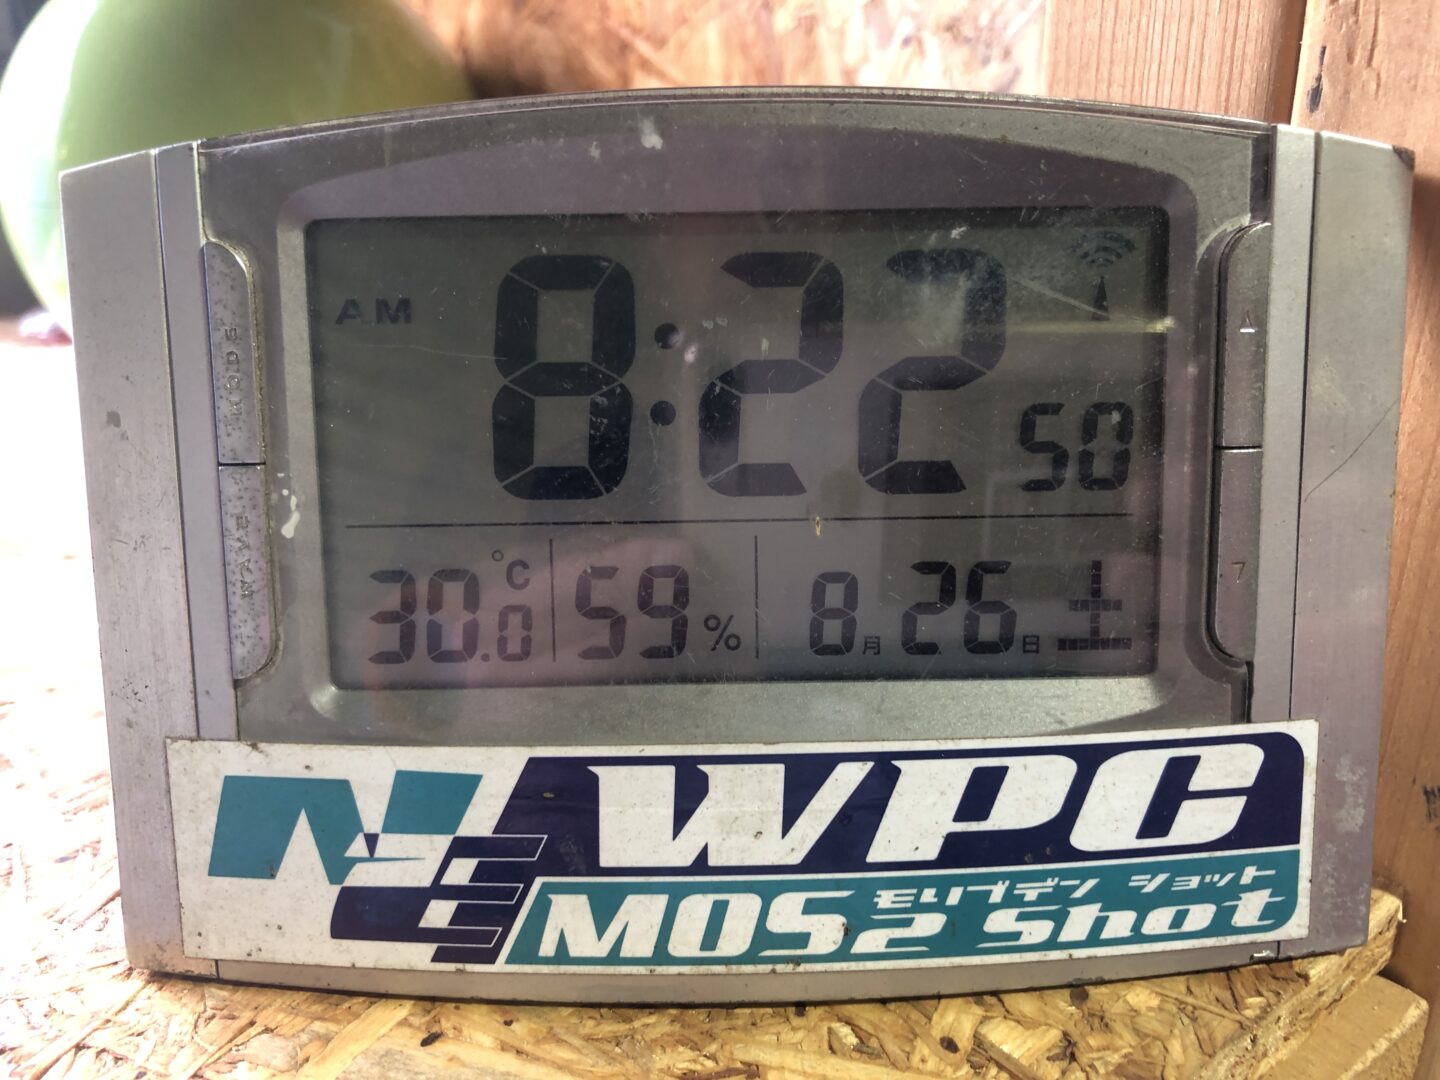 AM 8:22 50
30.0 °C 59% 8月26日 土
MODE
WAVE
NE WPC
モリブデン ショット
MOS2 Shot